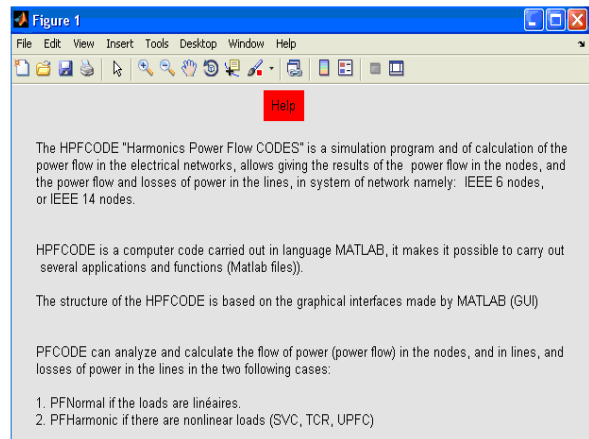 Figure 1
File Edit View Insert Tools Desktop Window Help
Help
The HPFCODE "Harmonics Power Flow CODES" is a simulation program and of calculation of the
power flow in the electrical networks, allows giving the results of the power flow in the nodes, and
the power flow and losses of power in the lines, in system of network namely: IEEE 6 nodes,
or IEEE 14 nodes.
HPFCODE is a computer code carried out in language MATLAB, it makes it possible to carry out
several applications and functions (Matlab files)).
The structure of the HPFCODE is based on the graphical interfaces made by MATLAB (GUI)
PFCODE can analyze and calculate the flow of power (power flow) in the nodes, and in lines, and
losses of power in the lines in the two following cases:
1. PFNormal if the loads are linéaires.
2. PFHarmonic if there are nonlinear loads (SVC, TCR, UPFC)